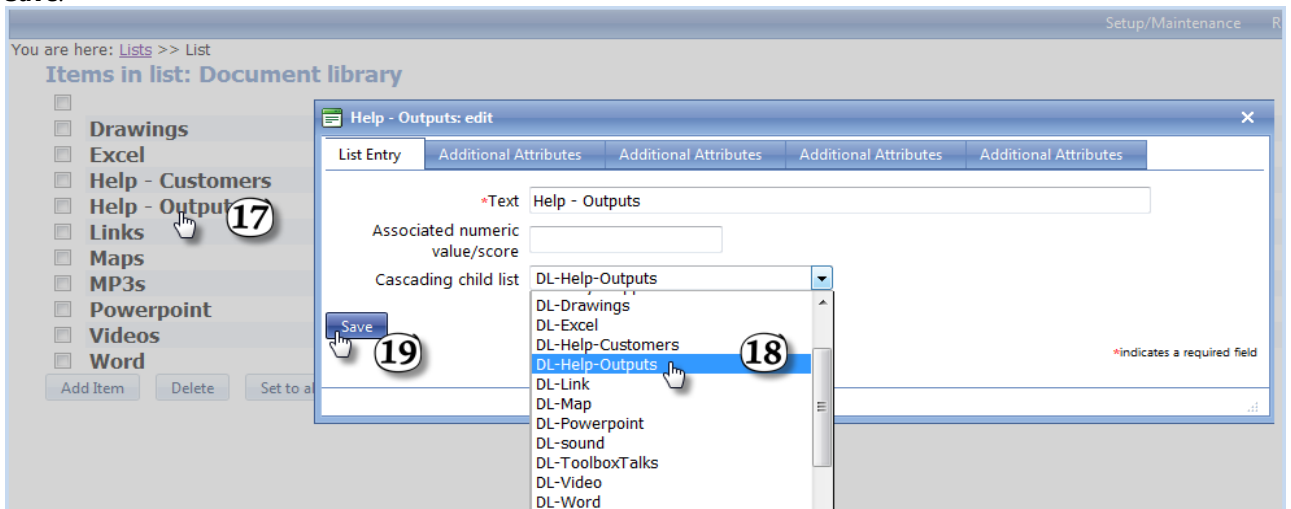 Save.
Setup/Maintenance R
You are here: Lists >> List
Items in list: Document library
Drawings
Excel
Help - Customers
Help - Outputs
17
Links
Maps
MP3s
Powerpoint
Videos
Word
Add Item Delete Set to al
Help - Outputs: edit
List Entry Additional Attributes Additional Attributes Additional Attributes Additional Attributes
*Text Help - Outputs
Associated numeric
value/score
Cascading child list DL-Help-Outputs
DL-Drawings
DL-Excel
DL-Help-Customers
DL-Help-Outputs
18
DL-Link
DL-Map
DL-Powerpoint
DL-sound
DL-ToolboxTalks
DL-Video
DL-Word
Save
19
*indicates a required field